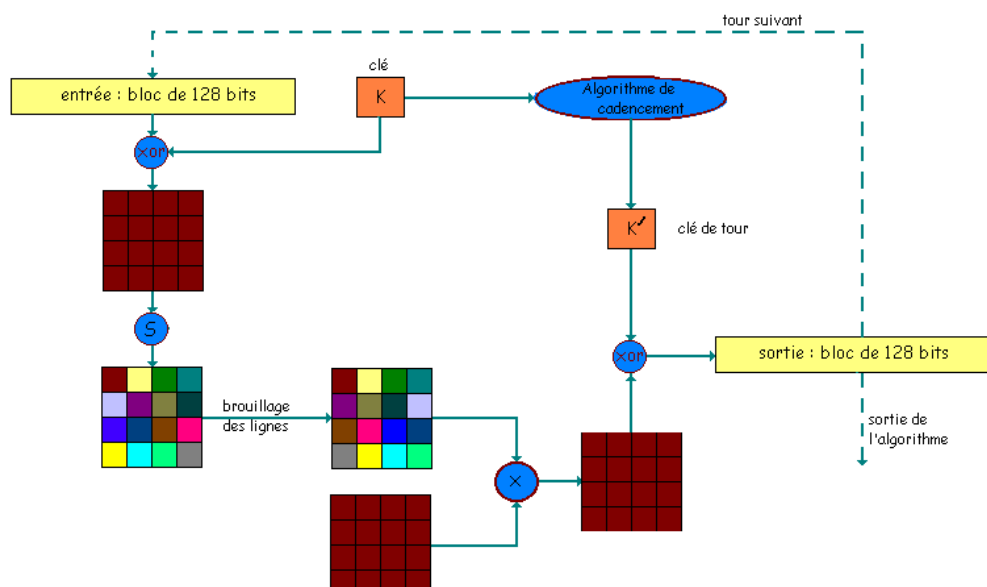 tour suivant
clé
entrée : bloc de 128 bits
K
Algorithme de
cadencement
xor
K'
clé de tour
S
xor
sortie : bloc de 128 bits
brouillage
des lignes
sortie de
l'algorithme
X